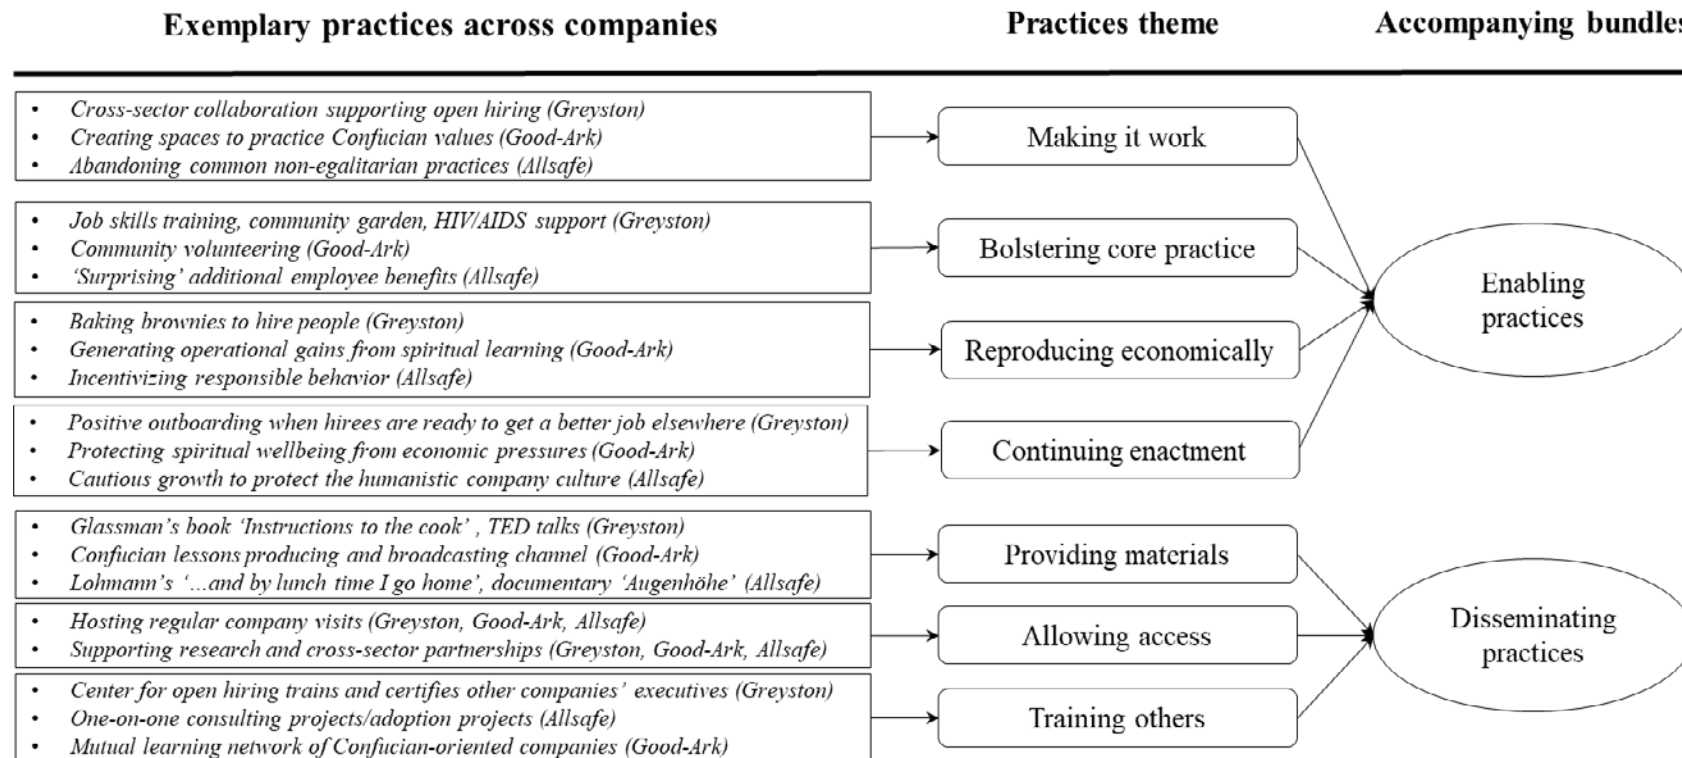 Exemplary practices across companies
Practices theme
Accompanying bundles
• Cross-sector collaboration supporting open hiring (Greyston)
• Creating spaces to practice Confucian values (Good-Ark)
• Abandoning common non-egalitarian practices (Allsafe)
Making it work
• Job skills training, community garden, HIV/AIDS support (Greyston)
• Community volunteering (Good-Ark)
• ‘Surprising’ additional employee benefits (Allsafe)
Bolstering core practice
• Baking brownies to hire people (Greyston)
• Generating operational gains from spiritual learning (Good-Ark)
• Incentivizing responsible behavior (Allsafe)
Reproducing economically
• Positive outboarding when hirees are ready to get a better job elsewhere (Greyston)
• Protecting spiritual wellbeing from economic pressures (Good-Ark)
• Cautious growth to protect the humanistic company culture (Allsafe)
Continuing enactment
Enabling
practices
• Glassman’s book ‘Instructions to the cook’ , TED talks (Greyston)
• Confucian lessons producing and broadcasting channel (Good-Ark)
• Lohmann’s ‘…and by lunch time I go home’, documentary ‘Augenhöhe’ (Allsafe)
Providing materials
• Hosting regular company visits (Greyston, Good-Ark, Allsafe)
• Supporting research and cross-sector partnerships (Greyston, Good-Ark, Allsafe)
Allowing access
• Center for open hiring trains and certifies other companies’ executives (Greyston)
• One-on-one consulting projects/adoption projects (Allsafe)
• Mutual learning network of Confucian-oriented companies (Good-Ark)
Training others
Disseminating
practices